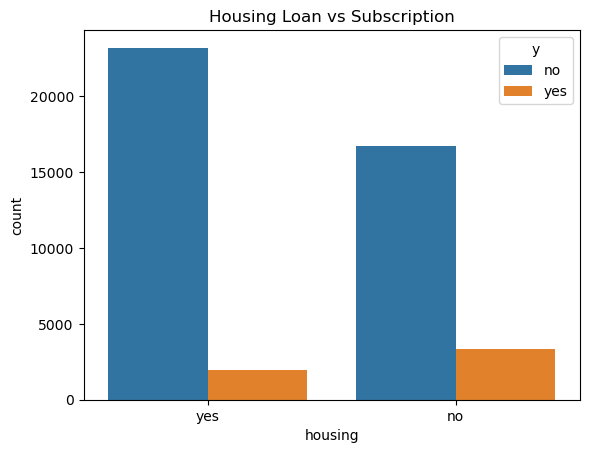 Housing Loan vs Subscription
y
no
yes
20000
15000
10000
5000
0
count
yes
no
housing